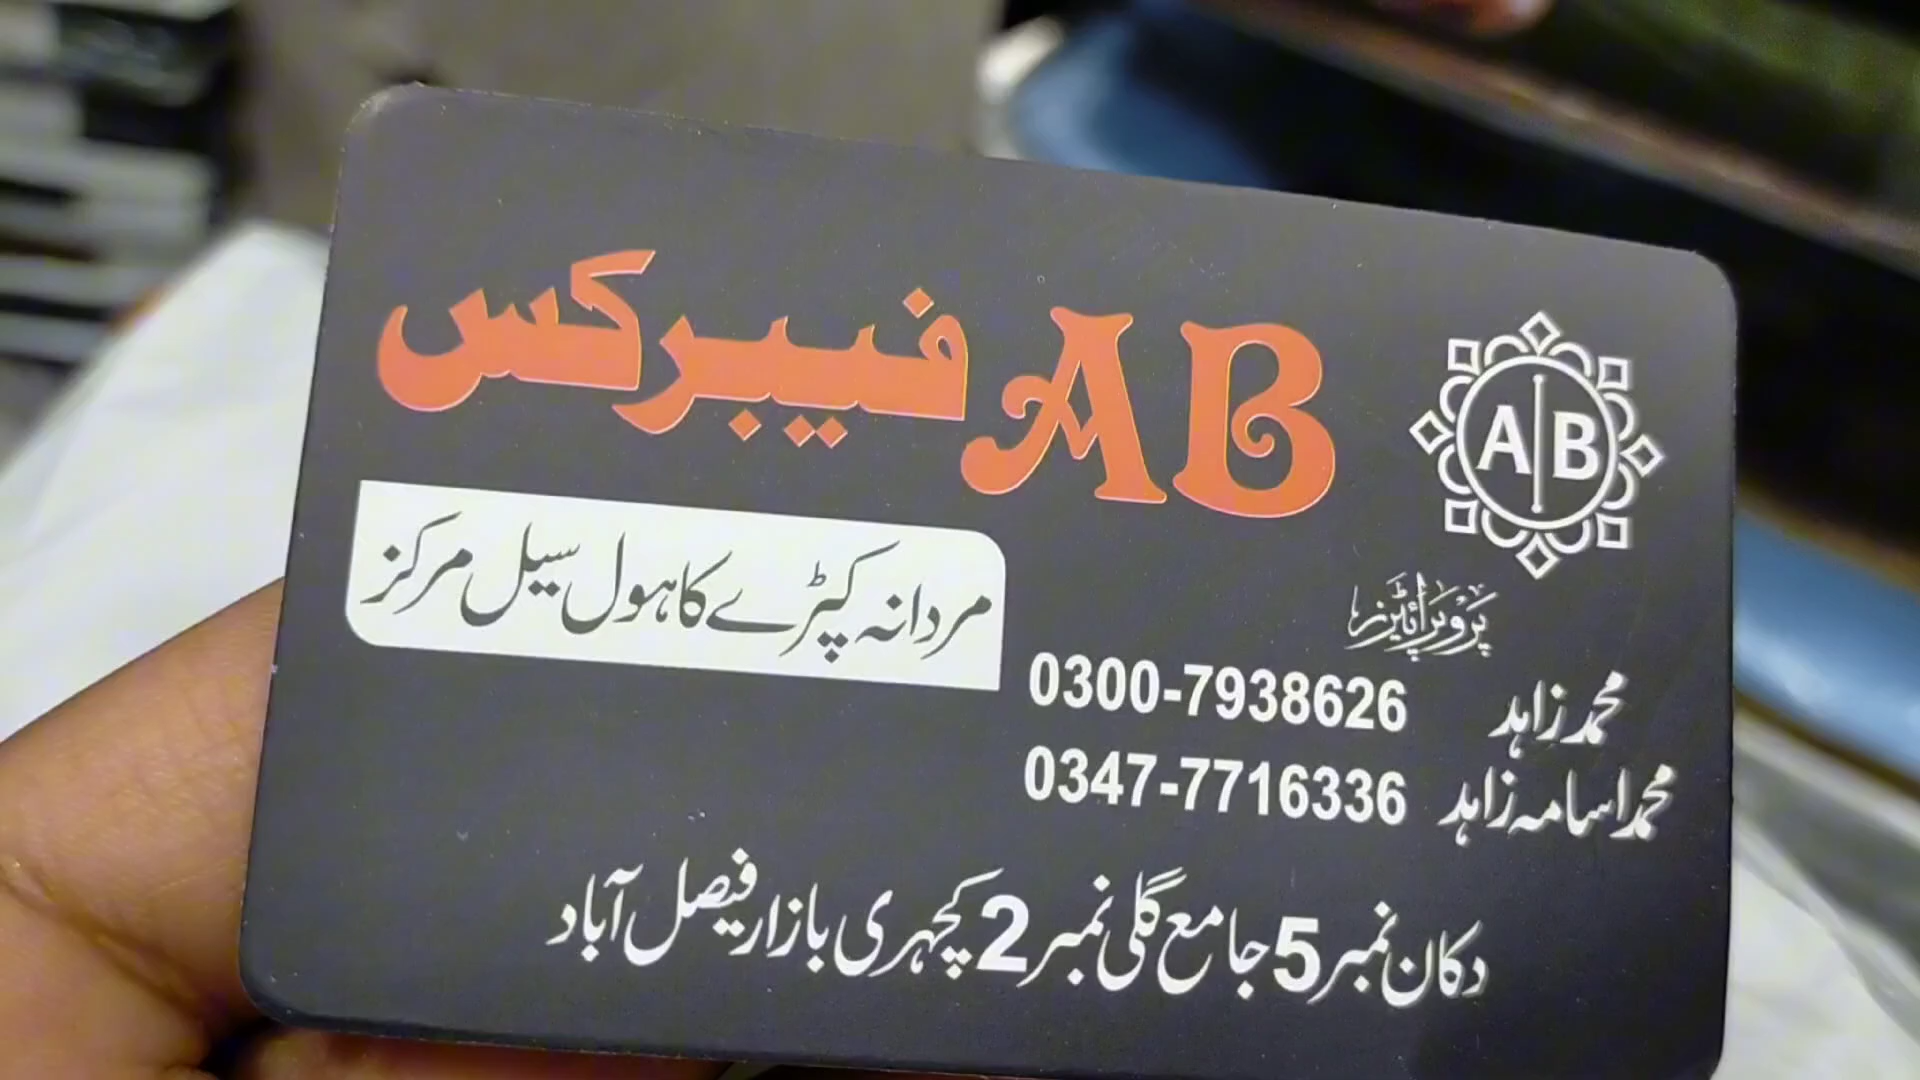 AB فیبرکس
A|B
مردانہ کپڑے کا ہول سیل مرکز
پروپرائیٹرز
محمد زاہد 0300-7938626
محمد اسامہ زاہد 0347-7716336
دکان نمبر 5 جامع گلی نمبر 2 کچہری بازار فیصل آباد